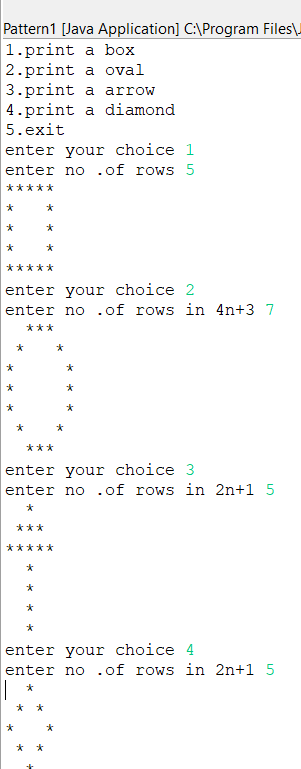 Pattern1 [Java Application] C:\Program Files\J
1.print a box
2.print a oval
3.print a arrow
4.print a diamond
5.exit
enter your choice 1
enter no .of rows 5
*****
*   *
*   *
*   *
*****
enter your choice 2
enter no .of rows in 4n+3 7
  ***
 *   *
*     *
*     *
*     *
 *   *
  ***
enter your choice 3
enter no .of rows in 2n+1 5
  *
 ***
*****
  *
  *
  *
  *
enter your choice 4
enter no .of rows in 2n+1 5
  *
 * *
*   *
 * *
  *